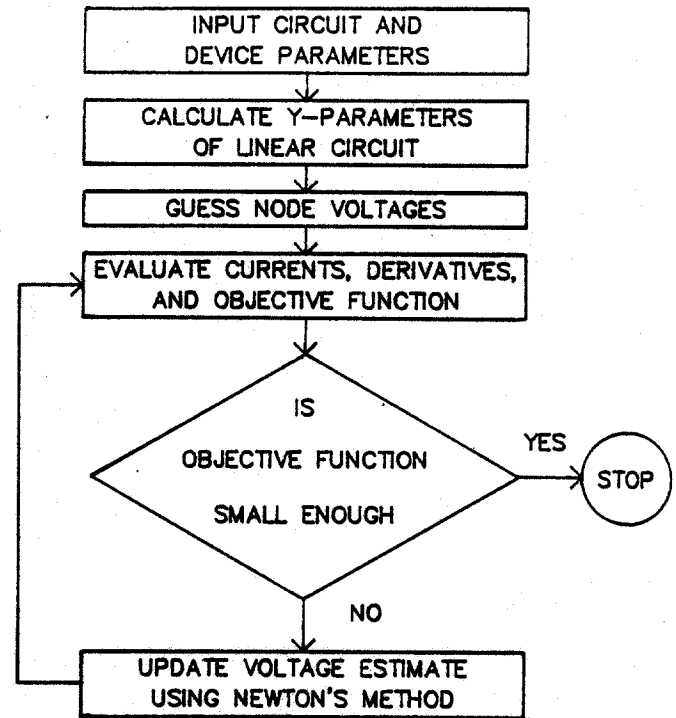 INPUT CIRCUIT AND
DEVICE PARAMETERS
CALCULATE Y-PARAMETERS
OF LINEAR CIRCUIT
GUESS NODE VOLTAGES
EVALUATE CURRENTS, DERIVATIVES,
AND OBJECTIVE FUNCTION
IS
OBJECTIVE FUNCTION
SMALL ENOUGH
YES
STOP
NO
UPDATE VOLTAGE ESTIMATE
USING NEWTON'S METHOD